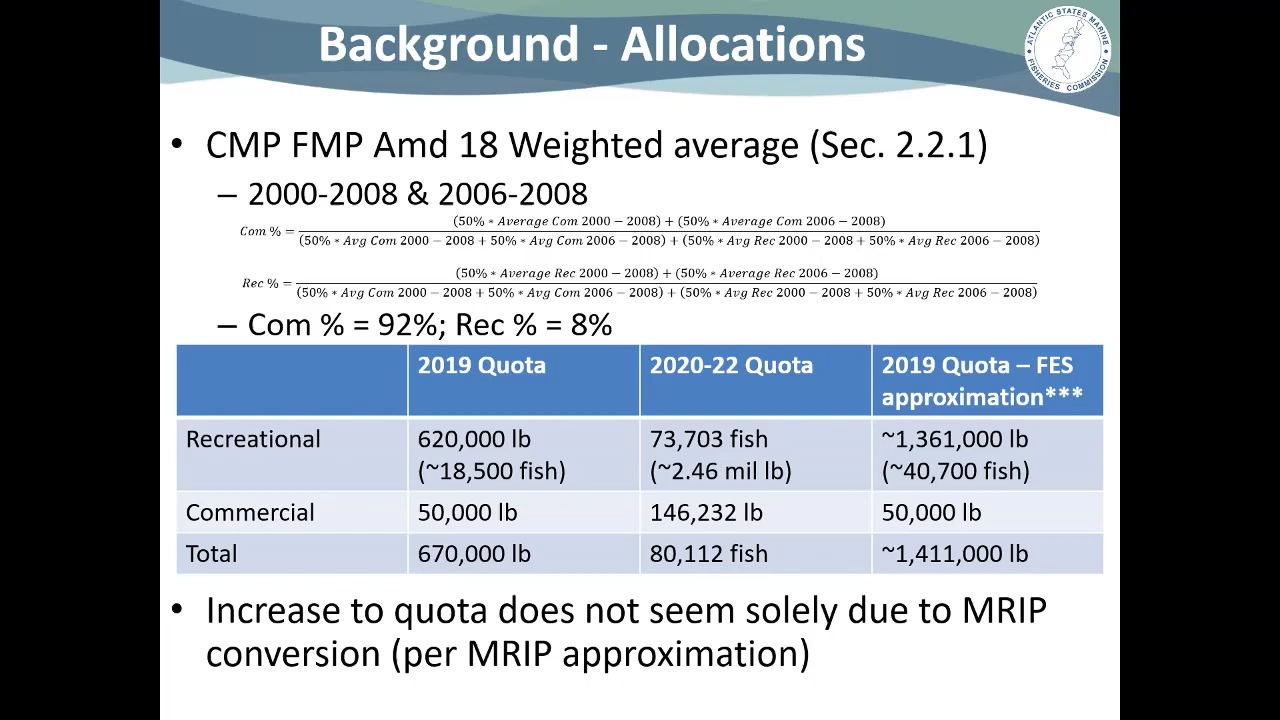 Background - Allocations
ATLANTIC STATES MARINE
FISHERIES COMMISSION
• CMP FMP Amd 18 Weighted average (Sec. 2.2.1)
– 2000-2008 & 2006-2008
Com % = (50% * Average Com 2000 − 2008) + (50% * Average Com 2006 − 2008)
(50% * Avg Com 2000 − 2008 + 50% * Avg Com 2006 − 2008) + (50% * Avg Rec 2000 − 2008 + 50% * Avg Rec 2006 − 2008)
Rec % = (50% * Average Rec 2000 − 2008) + (50% * Average Rec 2006 − 2008)
(50% * Avg Com 2000 − 2008 + 50% * Avg Com 2006 − 2008) + (50% * Avg Rec 2000 − 2008 + 50% * Avg Rec 2006 − 2008)
– Com % = 92%; Rec % = 8%
2019 Quota 2020-22 Quota 2019 Quota – FES
approximation***
Recreational 620,000 lb 73,703 fish ~1,361,000 lb
(~18,500 fish) (~2.46 mil lb) (~40,700 fish)
Commercial 50,000 lb 146,232 lb 50,000 lb
Total 670,000 lb 80,112 fish ~1,411,000 lb
• Increase to quota does not seem solely due to MRIP
conversion (per MRIP approximation)